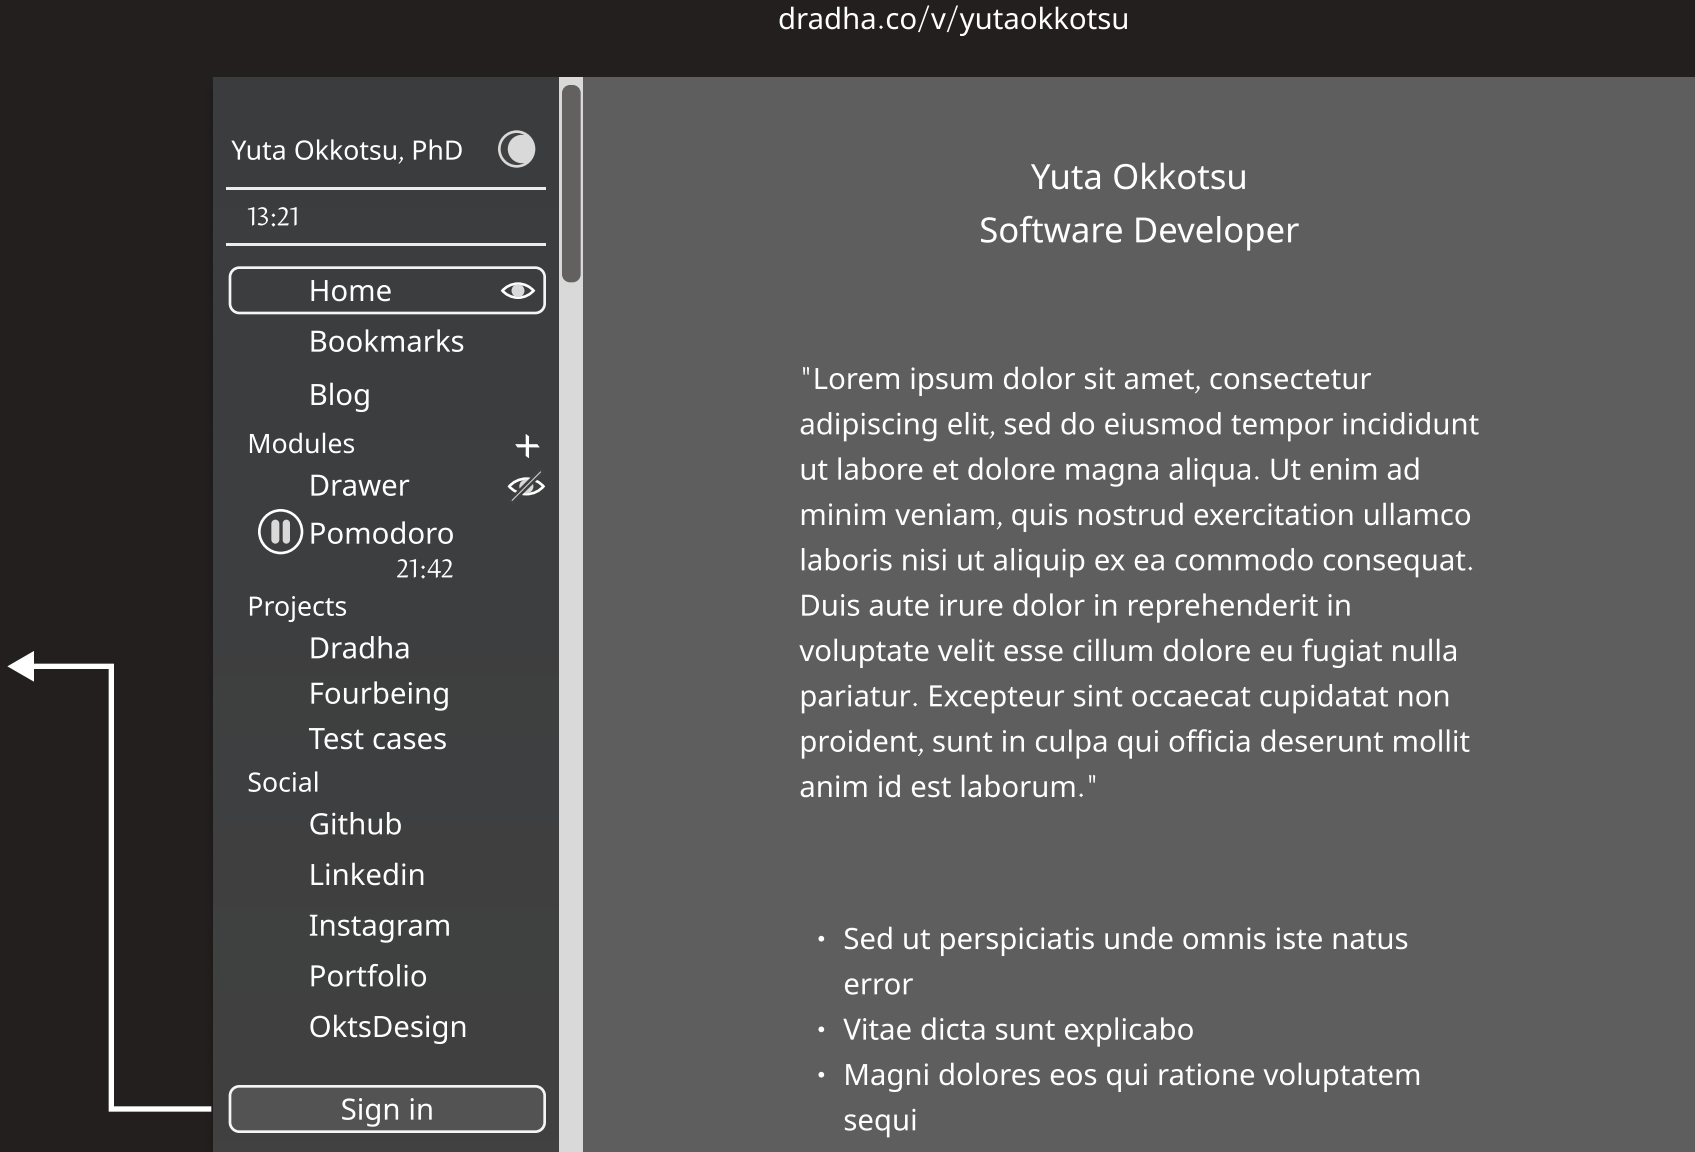 dradha.co/v/yutaokkotsu
Yuta Okkotsu, PhD
13:21
Home
Bookmarks
Blog
Modules
Drawer
Pomodoro
21:42
Projects
Dradha
Fourbeing
Test cases
Social
Github
Linkedin
Instagram
Portfolio
OktsDesign
Sign in
Yuta Okkotsu
Software Developer
"Lorem ipsum dolor sit amet, consectetur
adipiscing elit, sed do eiusmod tempor incididunt
ut labore et dolore magna aliqua. Ut enim ad
minim veniam, quis nostrud exercitation ullamco
laboris nisi ut aliquip ex ea commodo consequat.
Duis aute irure dolor in reprehenderit in
voluptate velit esse cillum dolore eu fugiat nulla
pariatur. Excepteur sint occaecat cupidatat non
proident, sunt in culpa qui officia deserunt mollit
anim id est laborum."
• Sed ut perspiciatis unde omnis iste natus
error
• Vitae dicta sunt explicabo
• Magni dolores eos qui ratione voluptatem
sequi